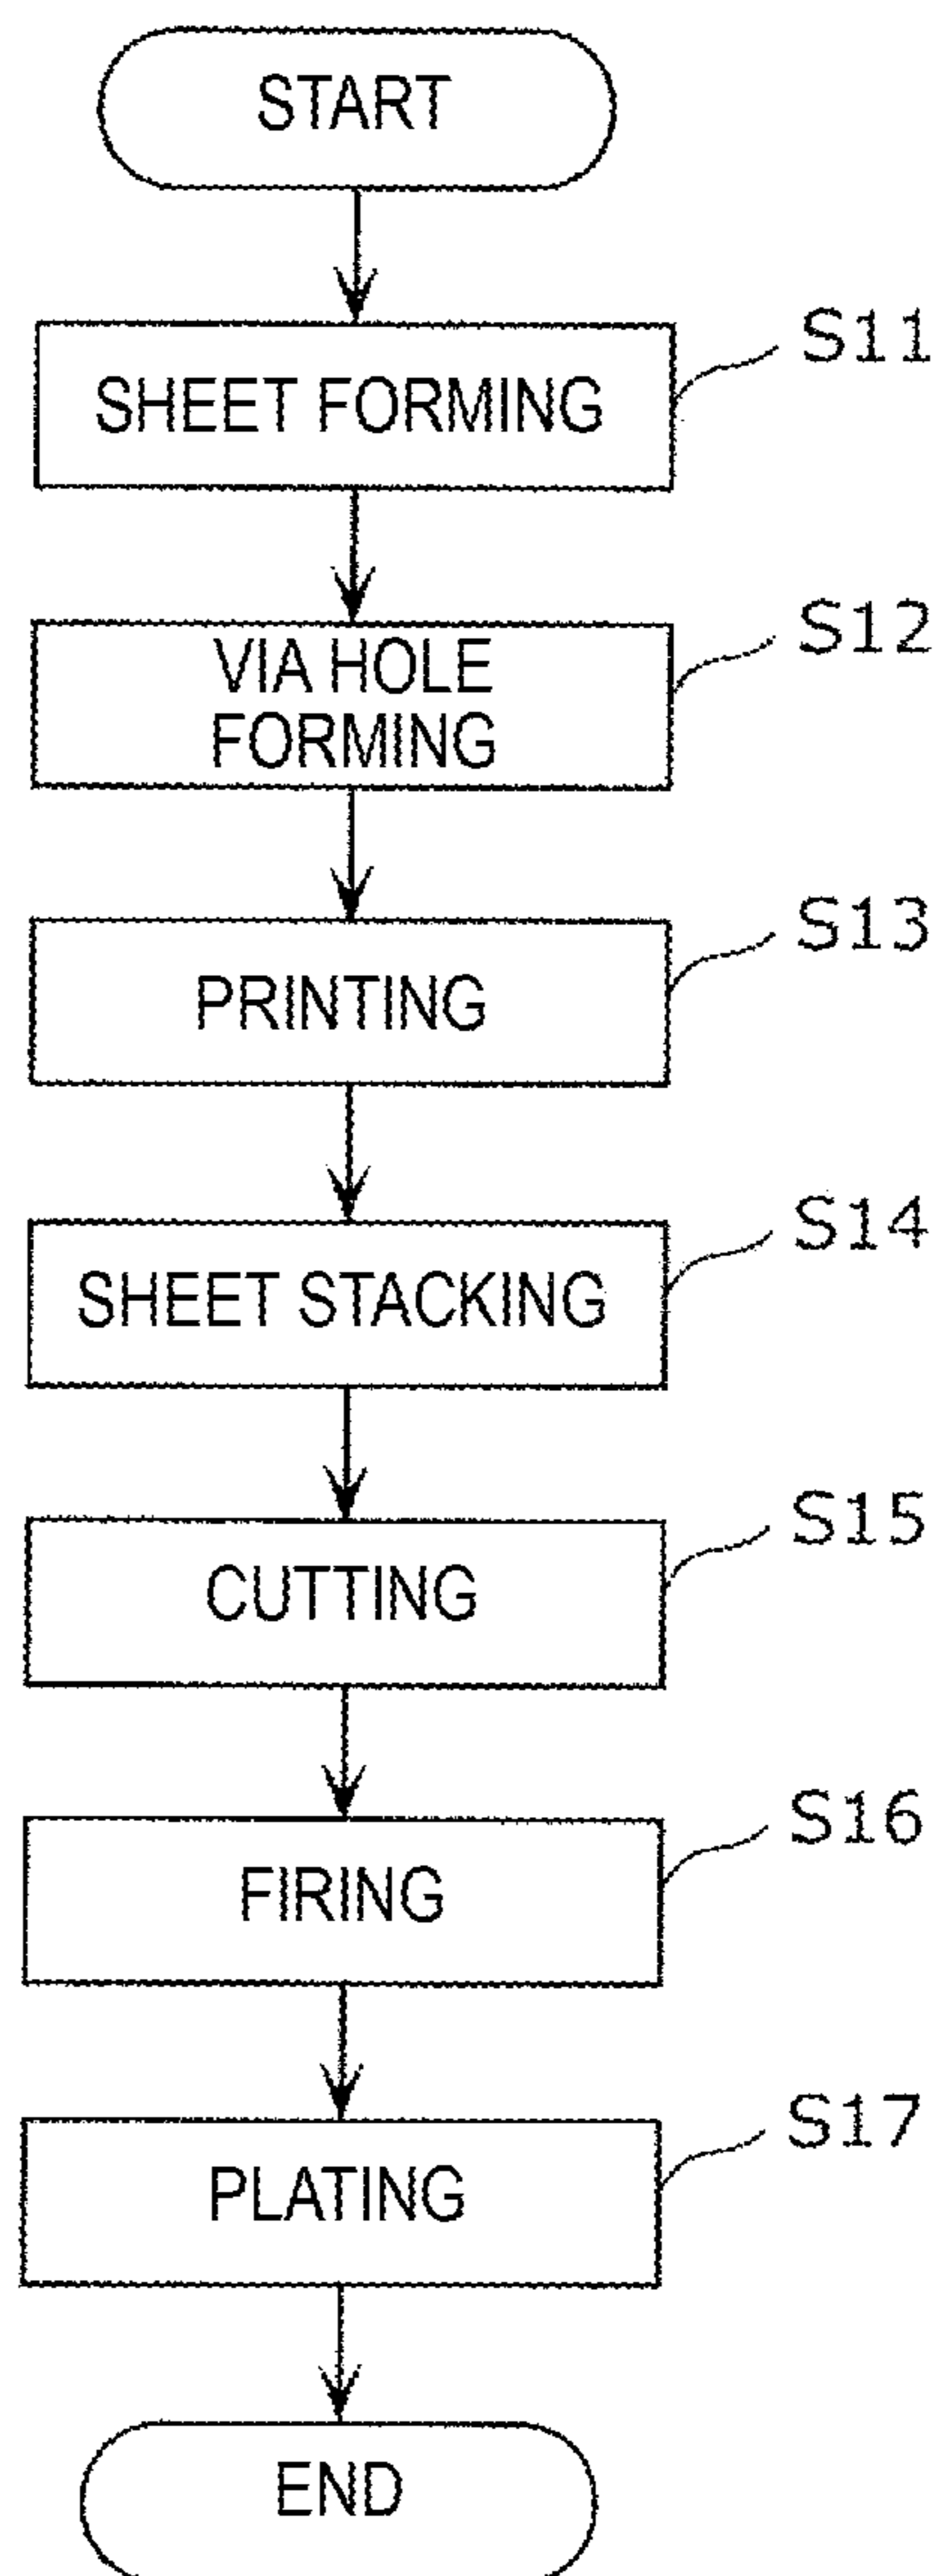 START
S11
SHEET FORMING
S12
VIA HOLE
FORMING
S13
PRINTING
S14
SHEET STACKING
S15
CUTTING
S16
FIRING
S17
PLATING
END